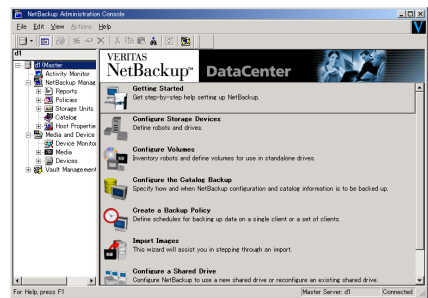 NetBackup Administration Console
File Edit View Actions Help
d1
d1 (Master
Activity Monitor
NetBackup Manag
Reports
Policies
Storage Units
Catalog
Host Propertie
Media and Device
Device Monito
Media
Devices
Vault Management
VERITAS
NetBackup™ DataCenter
Getting Started
Get step-by-step help setting up NetBackup.
Configure Storage Devices
Define robots and drives.
Configure Volumes
Inventory robots and define volumes for use in standalone drives.
Configure the Catalog Backup
Specify how and when NetBackup configuration and catalog information is to be backed up.
Create a Backup Policy
Define schedules for backing up data on a single client or a set of clients.
Import Images
This wizard will assist you in stepping through an import.
Configure a Shared Drive
Configure NetBackup to use a new shared drive or reconfigure an existing shared drive.
For Help, press F1
Master Server: d1
Connected